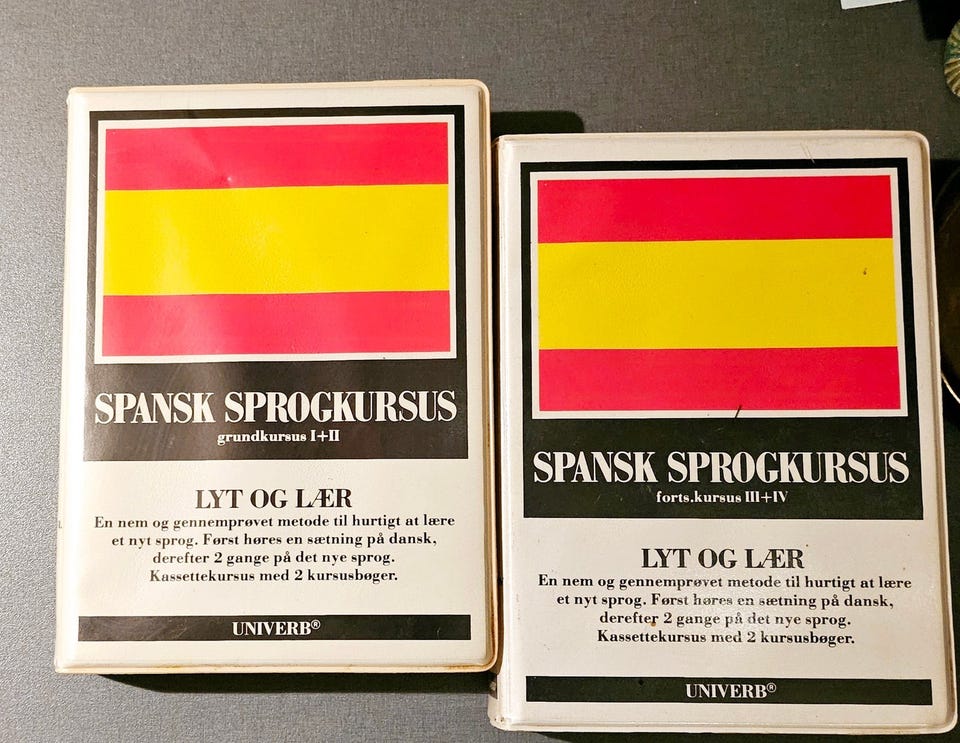 SPANSK SPROGKURSUS
grundkursus I+II
LYT OG LÆR
En nem og gennemprøvet metode til hurtigt at lære
et nyt sprog. Først høres en sætning på dansk,
derefter 2 gange på det nye sprog.
Kassettekursus med 2 kursusbøger.
UNIVERB®
SPANSK SPROGKURSUS
forts.kursus III+IV
LYT OG LÆR
En nem og gennemprøvet metode til hurtigt at lære
et nyt sprog. Først høres en sætning på dansk,
derefter 2 gange på det nye sprog.
Kassettekursus med 2 kursusbøger.
UNIVERB®